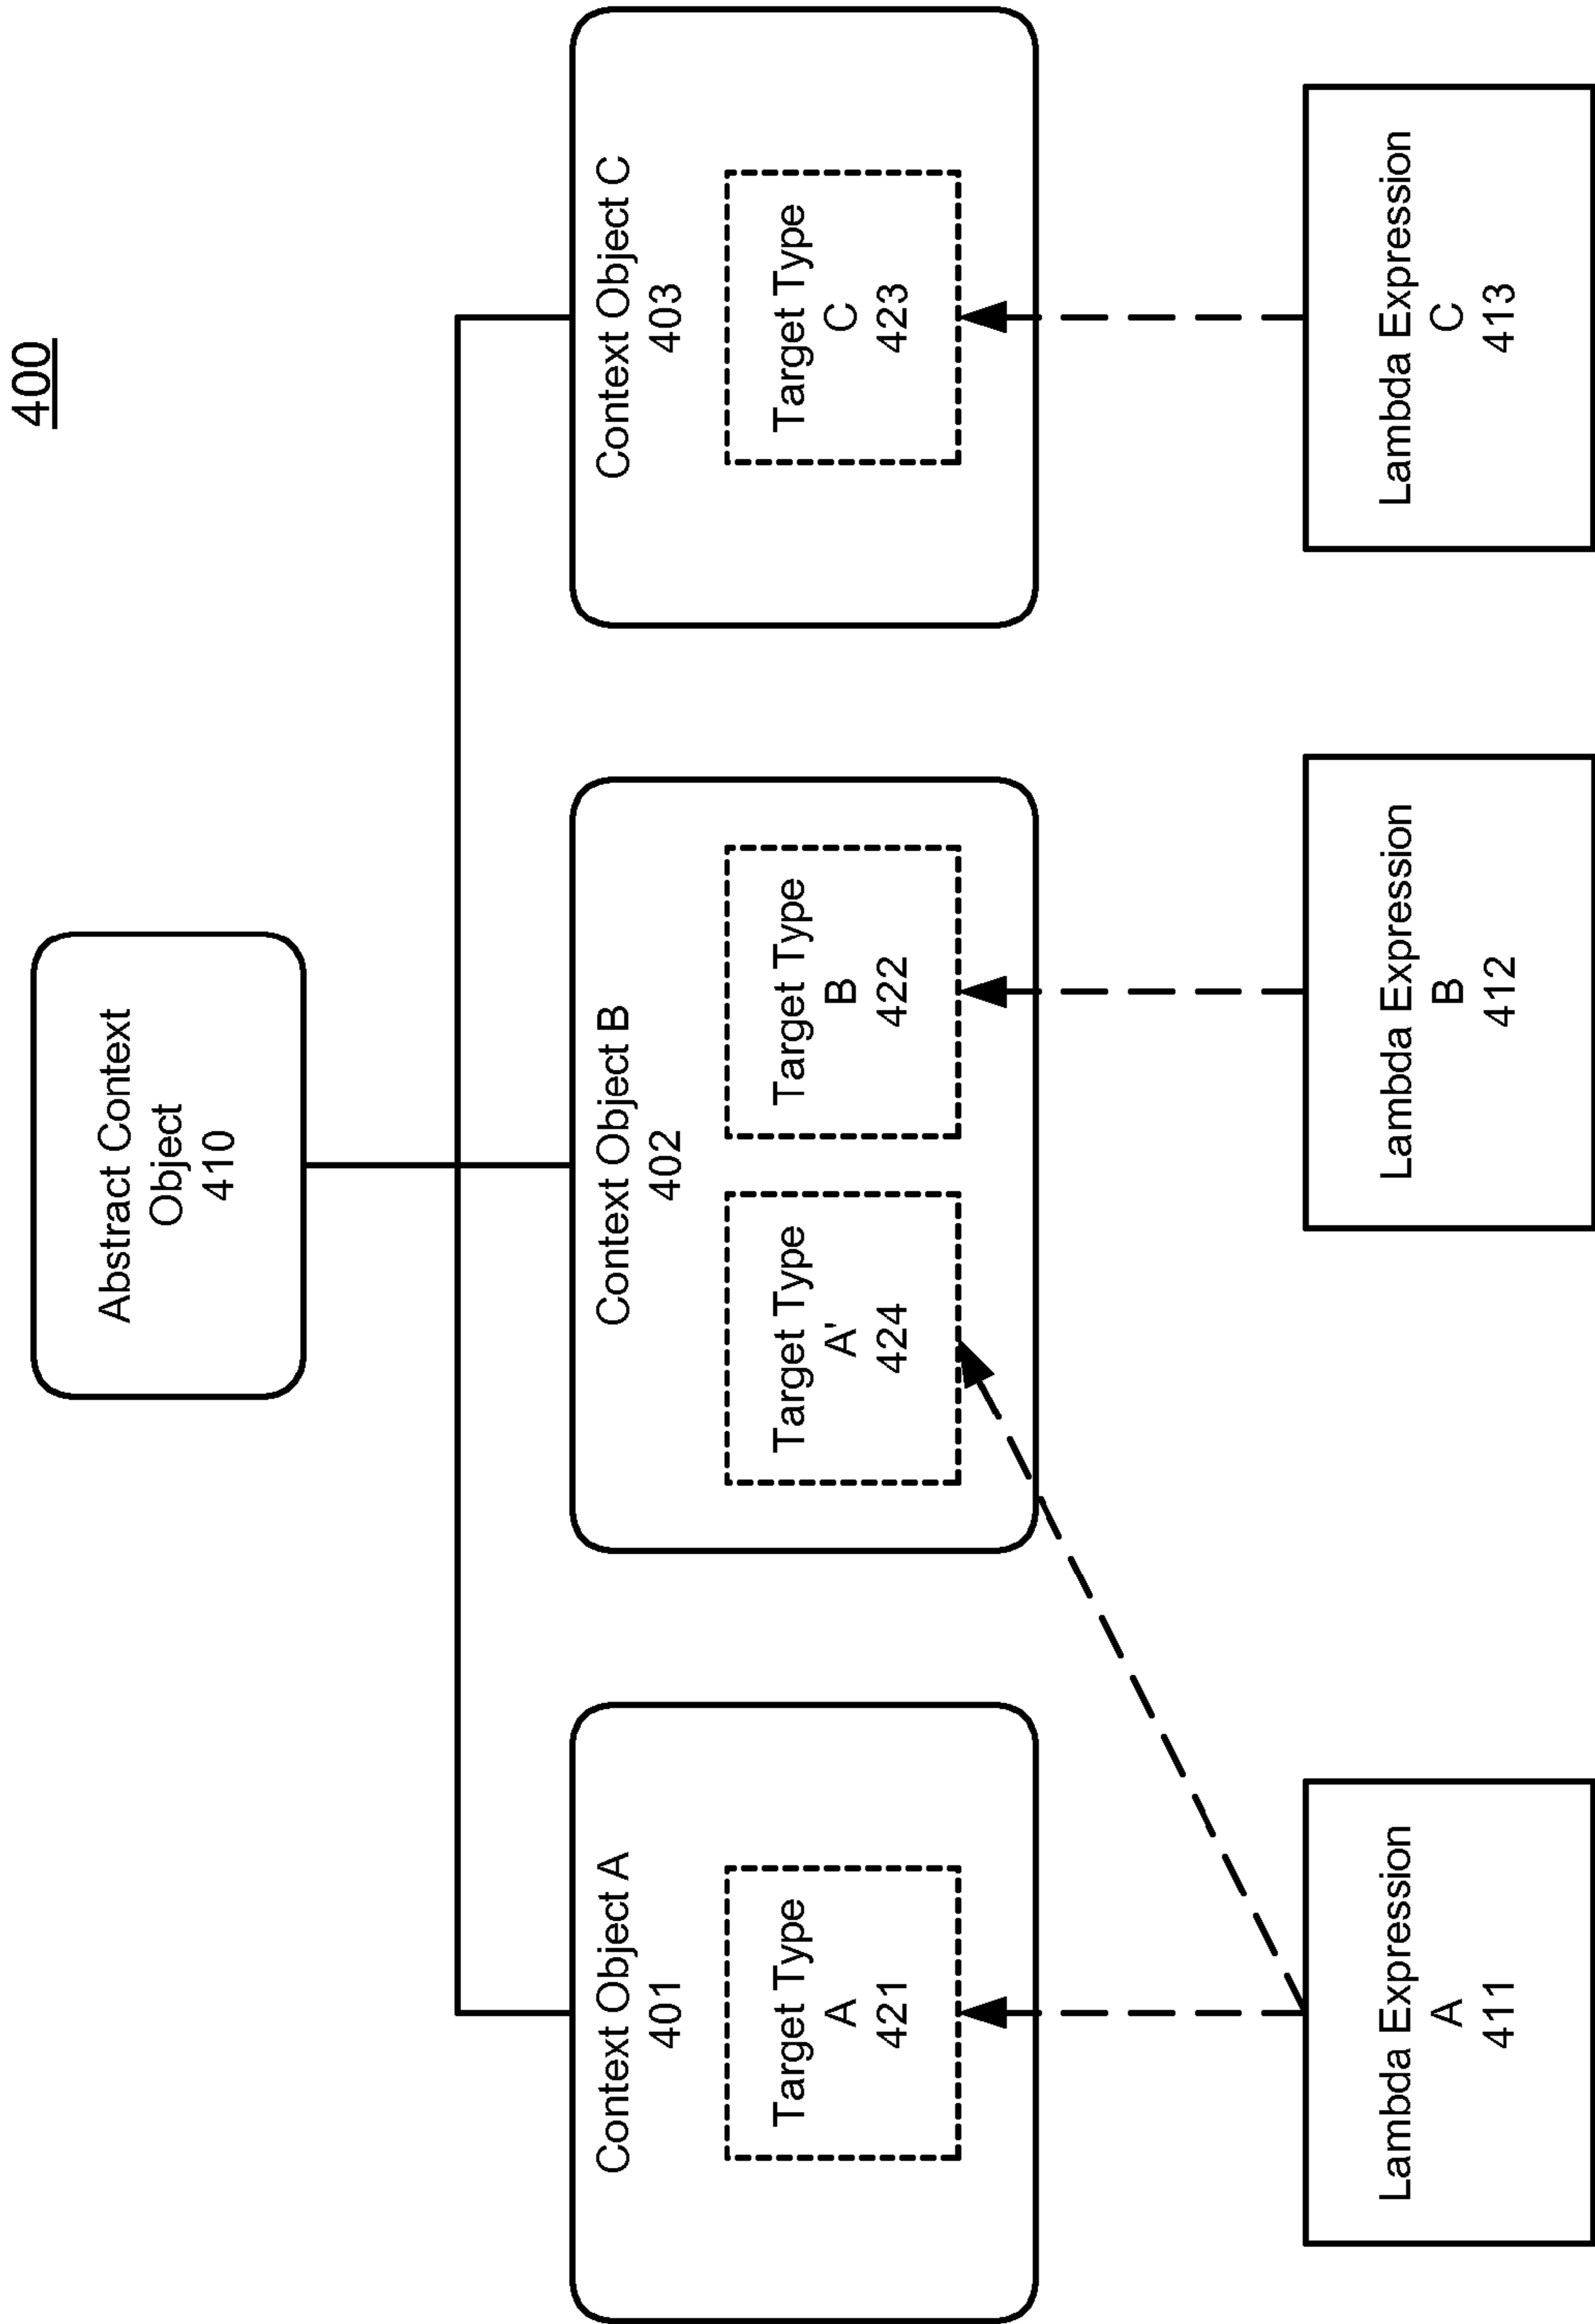 400
Abstract Context
Object
410
Context Object A
401
Target Type
A
421
Context Object B
402
Target Type
A'
424
Target Type
B
422
Context Object C
403
Target Type
C
423
Lambda Expression
A
411
Lambda Expression
B
412
Lambda Expression
C
413